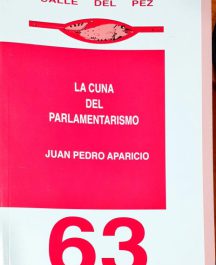 CALLE DEL PEZ
LA CUNA
DEL
PARLAMENTARISMO
JUAN PEDRO APARICIO
63